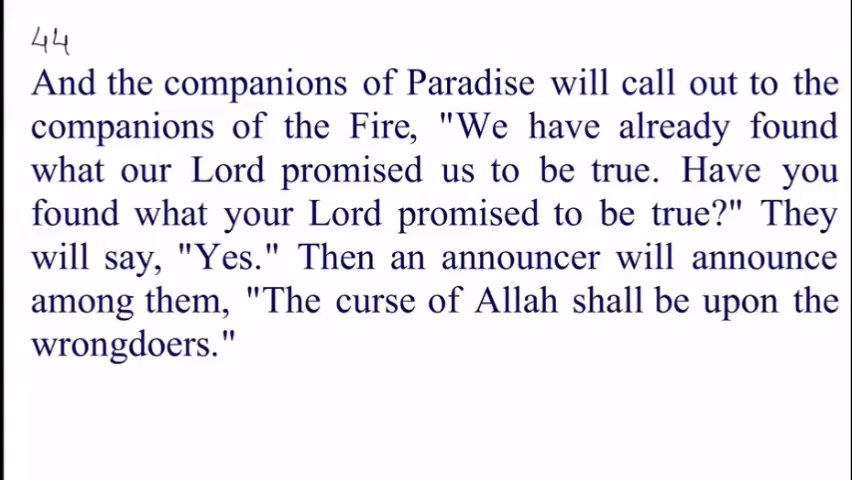 44
And the companions of Paradise will call out to the
companions of the Fire, "We have already found
what our Lord promised us to be true. Have you
found what your Lord promised to be true?" They
will say, "Yes." Then an announcer will announce
among them, "The curse of Allah shall be upon the
wrongdoers."